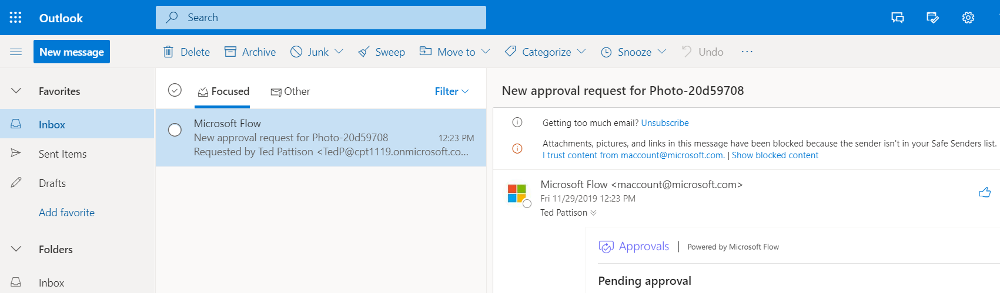 Outlook
Search
New message
Delete
Archive
Junk
Sweep
Move to
Categorize
Snooze
Undo
Favorites
Inbox
Sent Items
Drafts
Add favorite
Folders
Inbox
Focused
Other
Filter
Microsoft Flow
New approval request for Photo-20d59708 12:23 PM
Requested by Ted Pattison <TedP@cpt1119.onmicrosoft.co...
New approval request for Photo-20d59708
Getting too much email? Unsubscribe
Attachments, pictures, and links in this message have been blocked because the sender isn't in your Safe Senders list.
I trust content from maccount@microsoft.com. | Show blocked content
Microsoft Flow <maccount@microsoft.com>
Fri 11/29/2019 12:23 PM
Ted Pattison
Approvals | Powered by Microsoft Flow
Pending approval